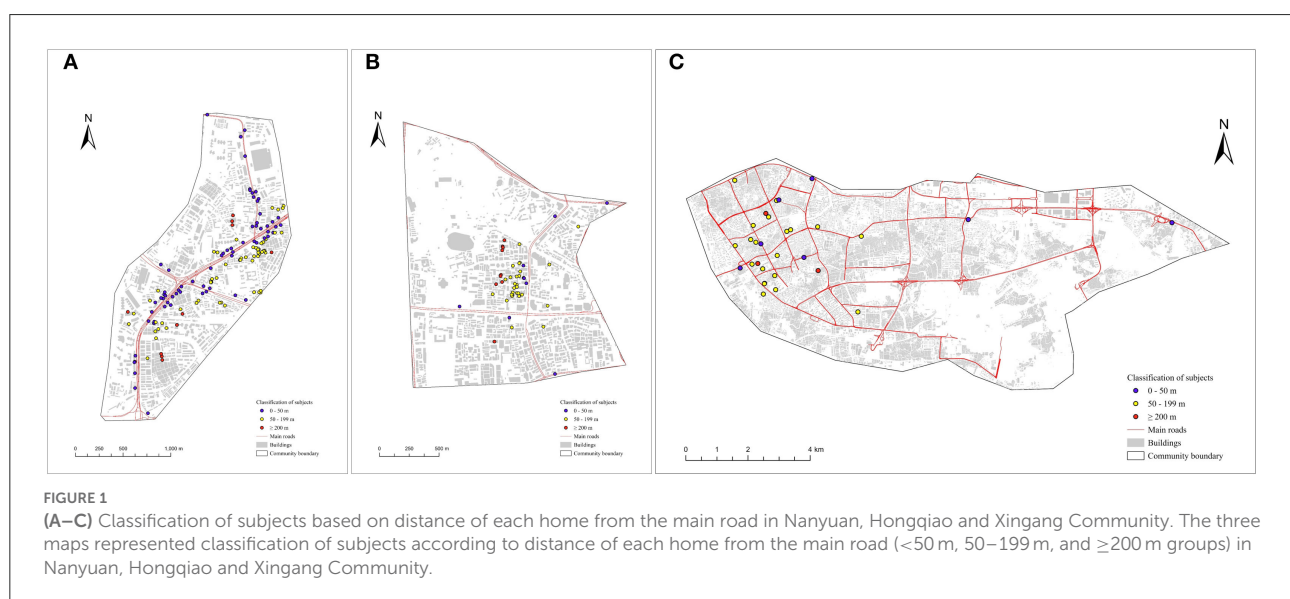 A
N
Classification of subjects
0 - 50 m
50 - 199 m
≥ 200 m
Main roads
Buildings
Community boundary
0 250 500 1,000 m
B
N
Classification of subjects
0 - 50 m
50 - 199 m
≥ 200 m
Main roads
Buildings
Community boundary
0 250 500 m
C
N
Classification of subjects
0 - 50 m
50 - 199 m
≥ 200 m
Main roads
Buildings
Community boundary
0 2 4 km
FIGURE 1
(A–C) Classification of subjects based on distance of each home from the main road in Nanyuan, Hongqiao and Xingang Community. The three
maps represented classification of subjects according to distance of each home from the main road (<50 m, 50–199 m, and ≥200 m groups) in
Nanyuan, Hongqiao and Xingang Community.